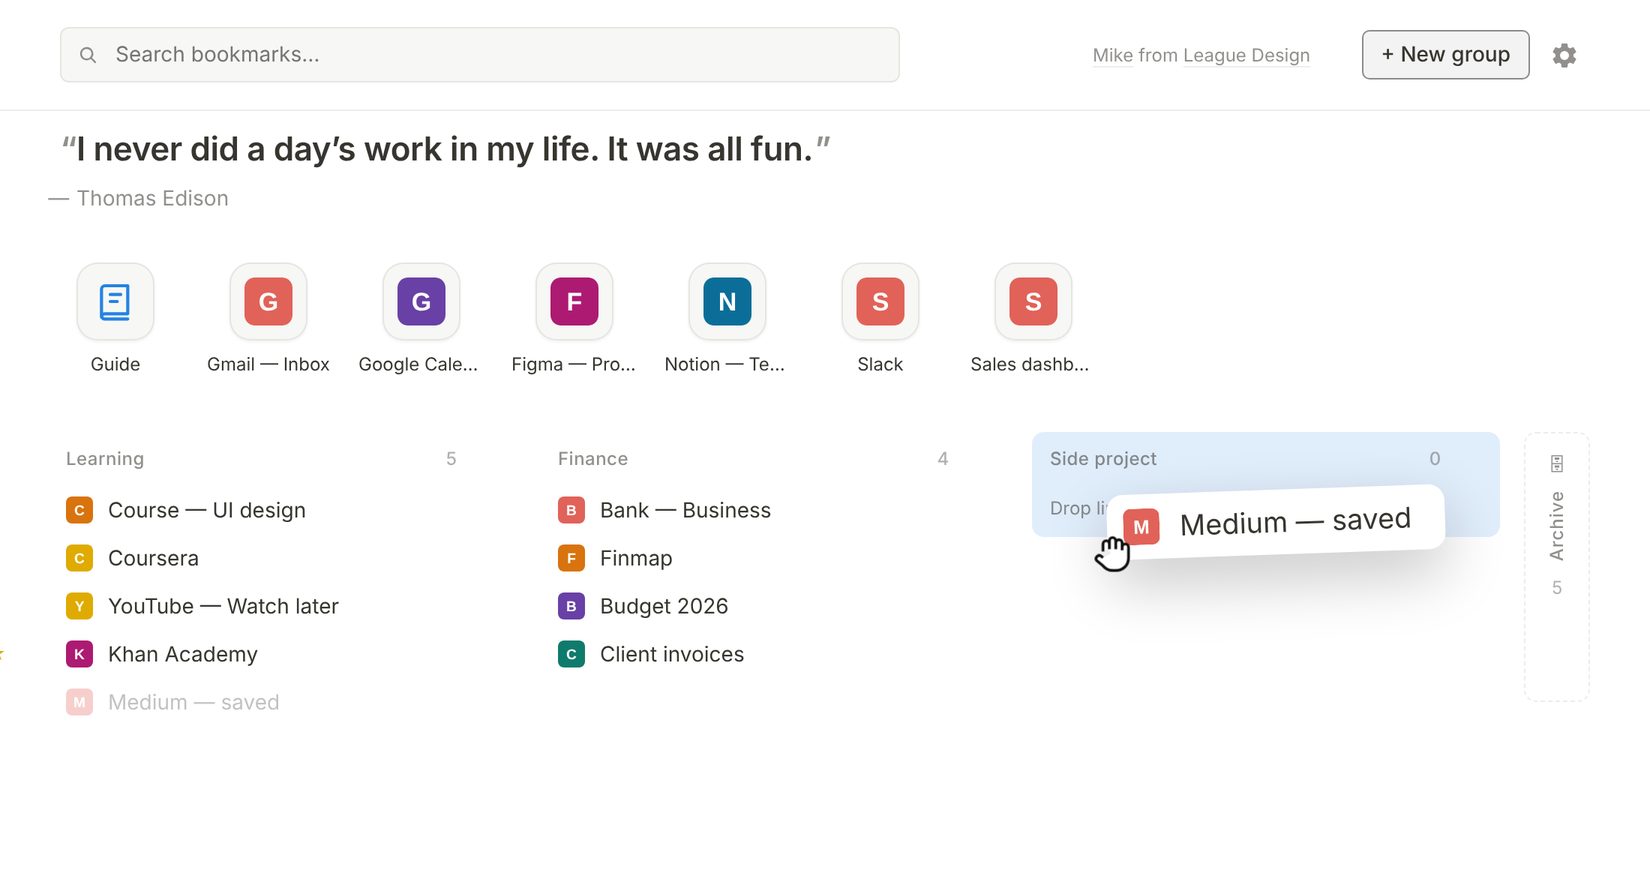 Search bookmarks...
Mike from League Design
+ New group
“I never did a day’s work in my life. It was all fun.”
— Thomas Edison
G
G
F
N
S
S
Guide
Gmail — Inbox
Google Cale...
Figma — Pro...
Notion — Te...
Slack
Sales dashb...
Learning 5
C Course — UI design
C Coursera
Y YouTube — Watch later
K Khan Academy
M Medium — saved
Finance 4
B Bank — Business
F Finmap
B Budget 2026
C Client invoices
Side project 0
Drop
M Medium — saved
Archive
5